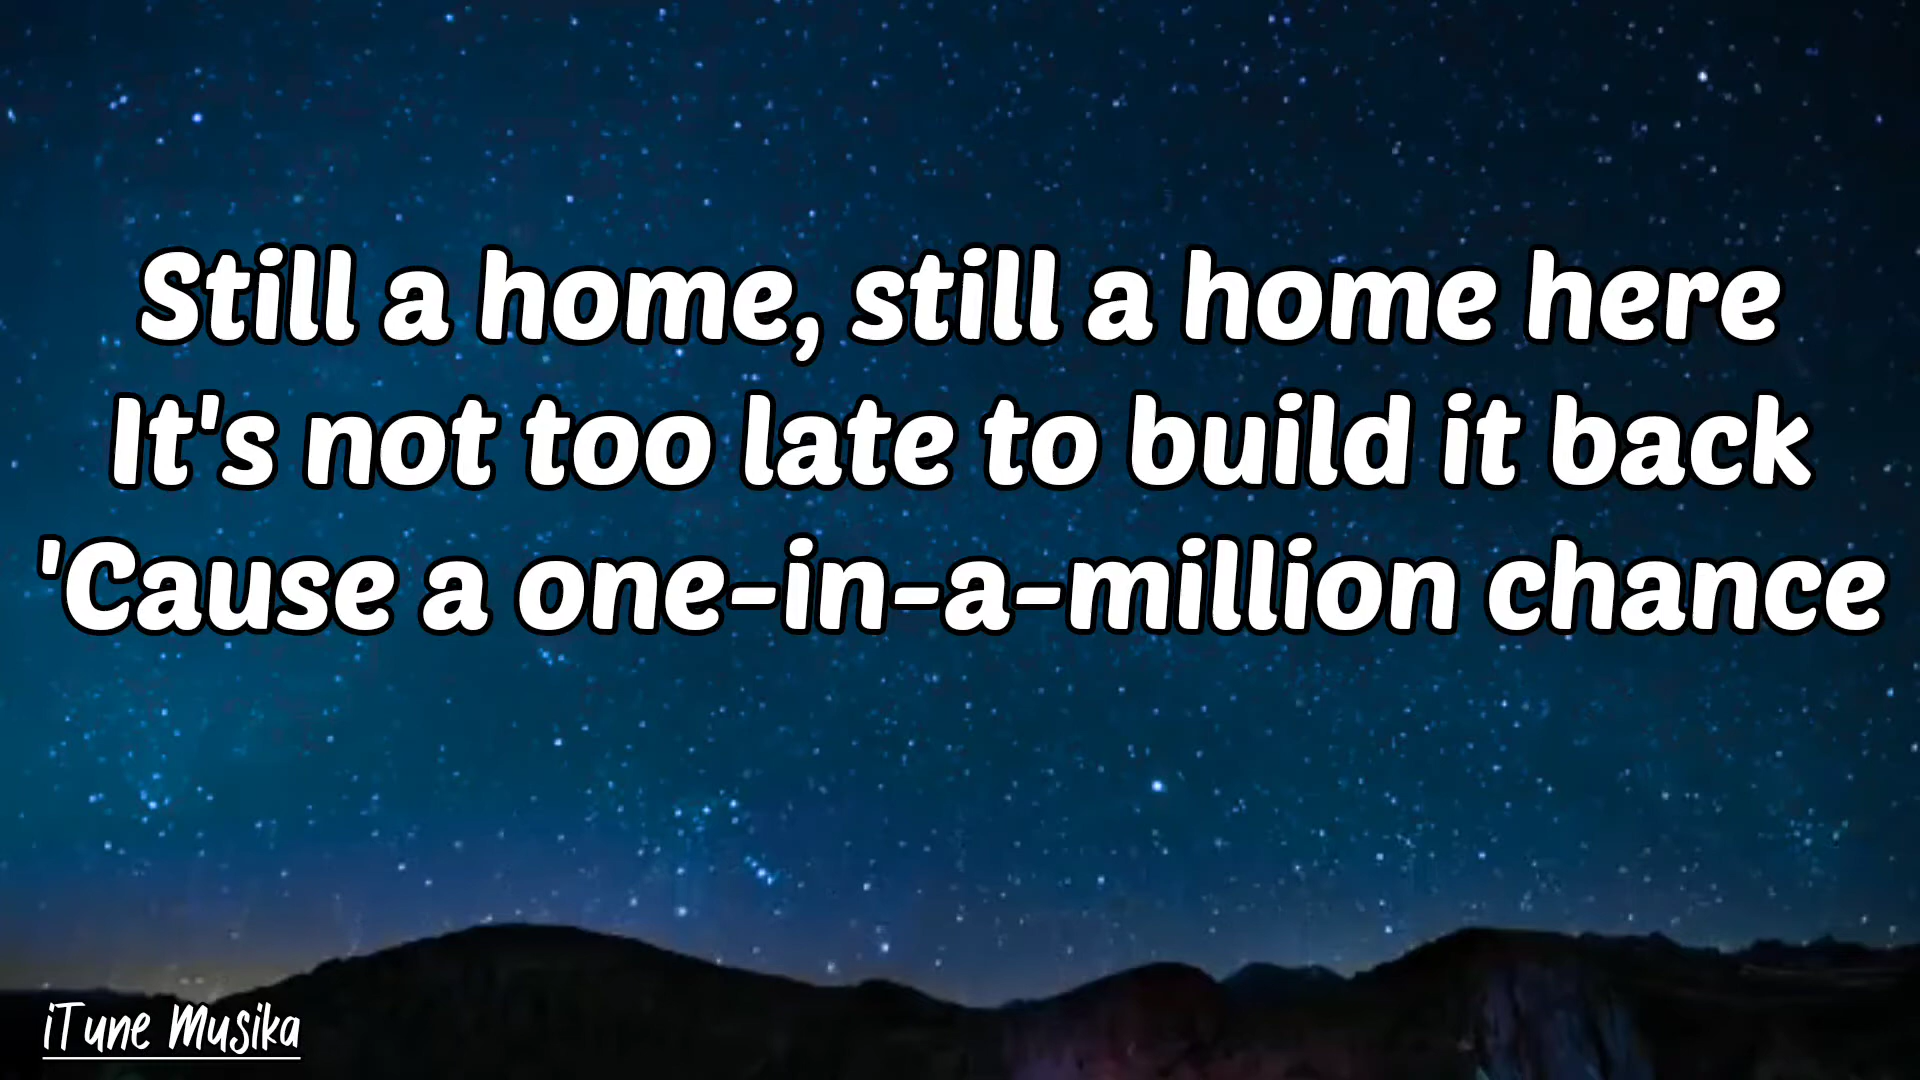 Still a home, still a home here
It's not too late to build it back
'Cause a one-in-a-million chance
iTune Musika